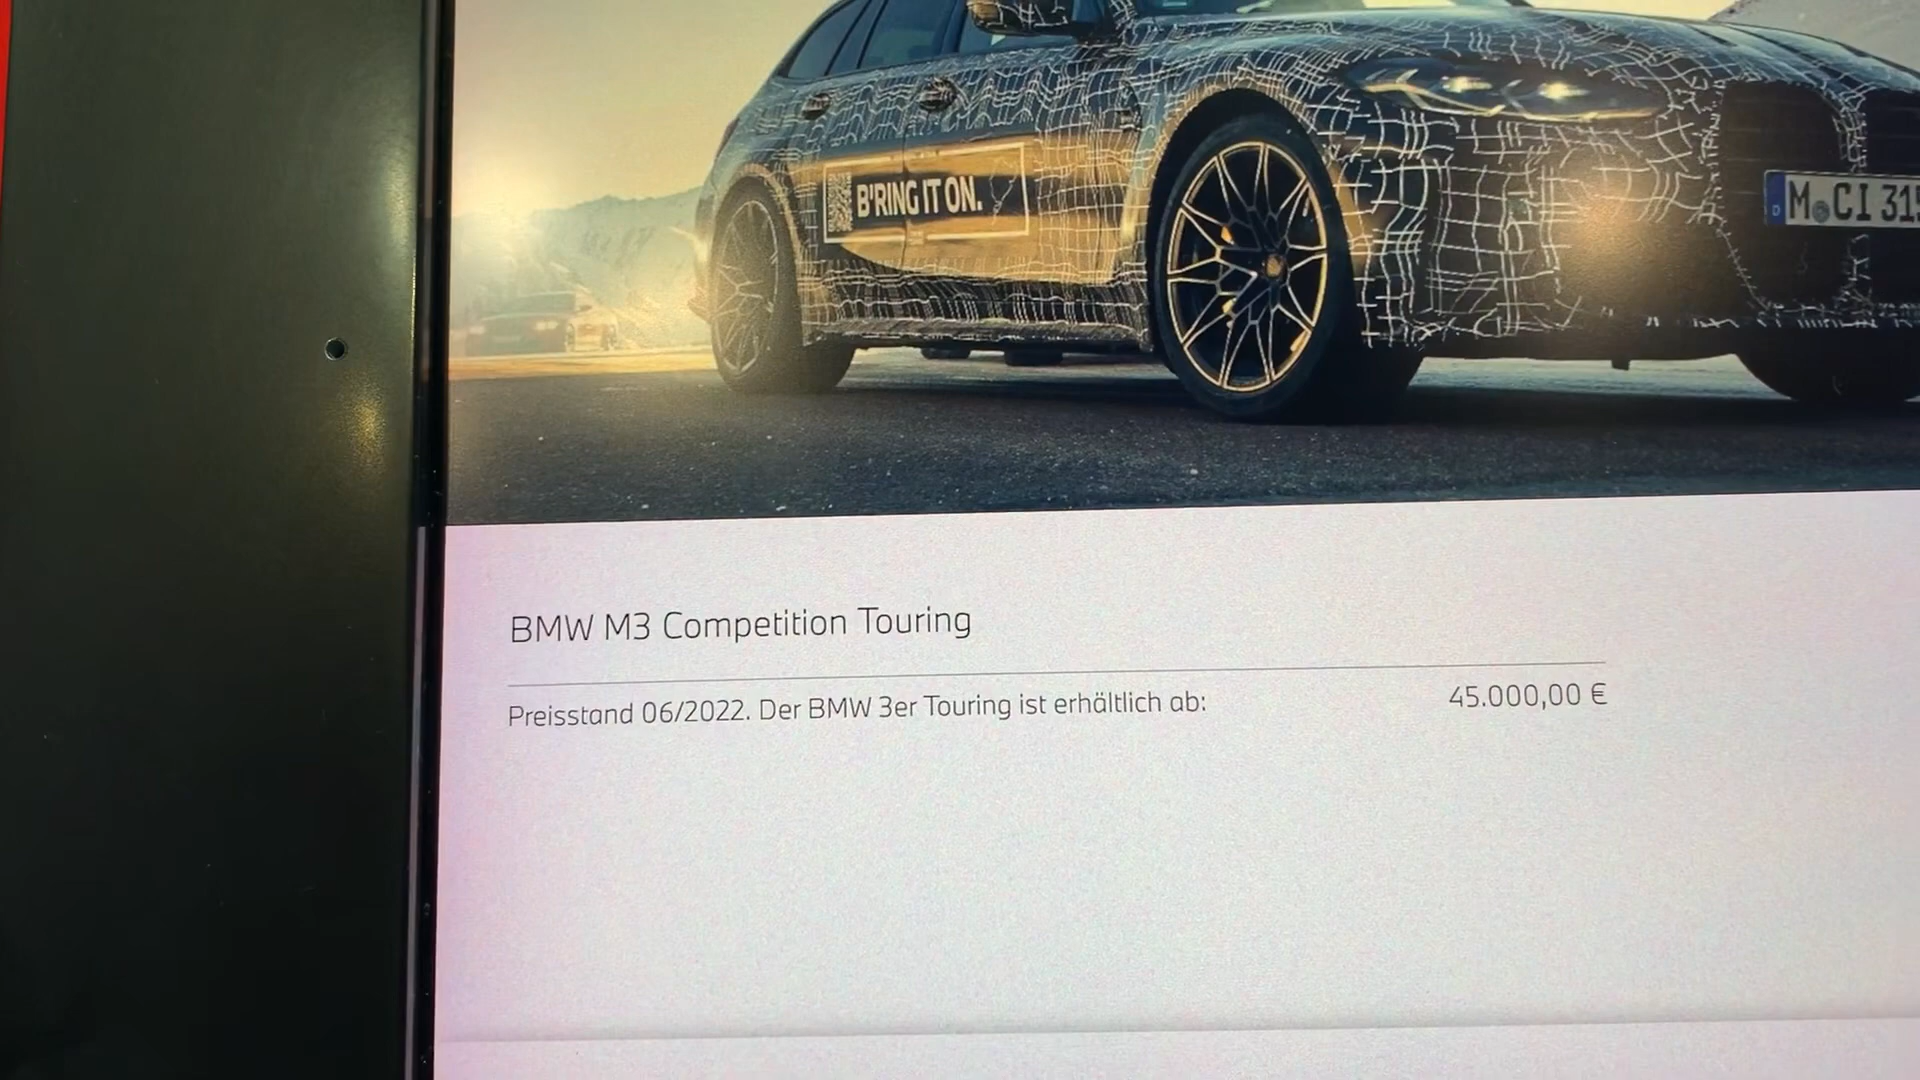 B'RING IT ON.
M CI 315
BMW M3 Competition Touring
Preisstand 06/2022. Der BMW 3er Touring ist erhältlich ab: 45.000,00 €